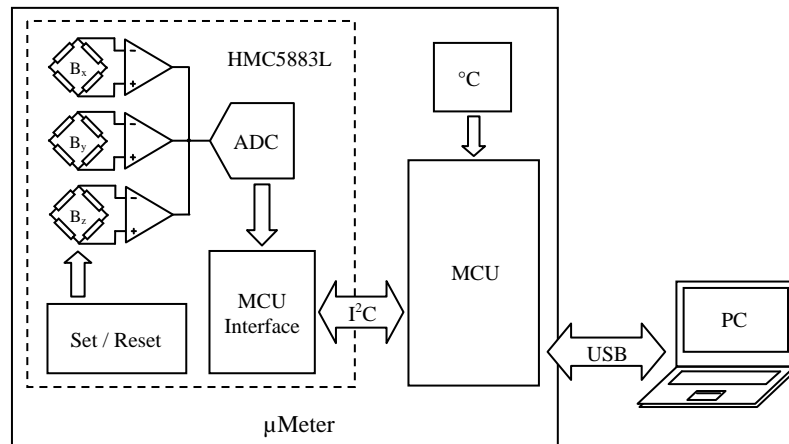 HMC5883L
Bx
−
+
By
−
+
Bz
−
+
ADC
°C
MCU
MCU
Interface
Set / Reset
I²C
USB
PC
µMeter